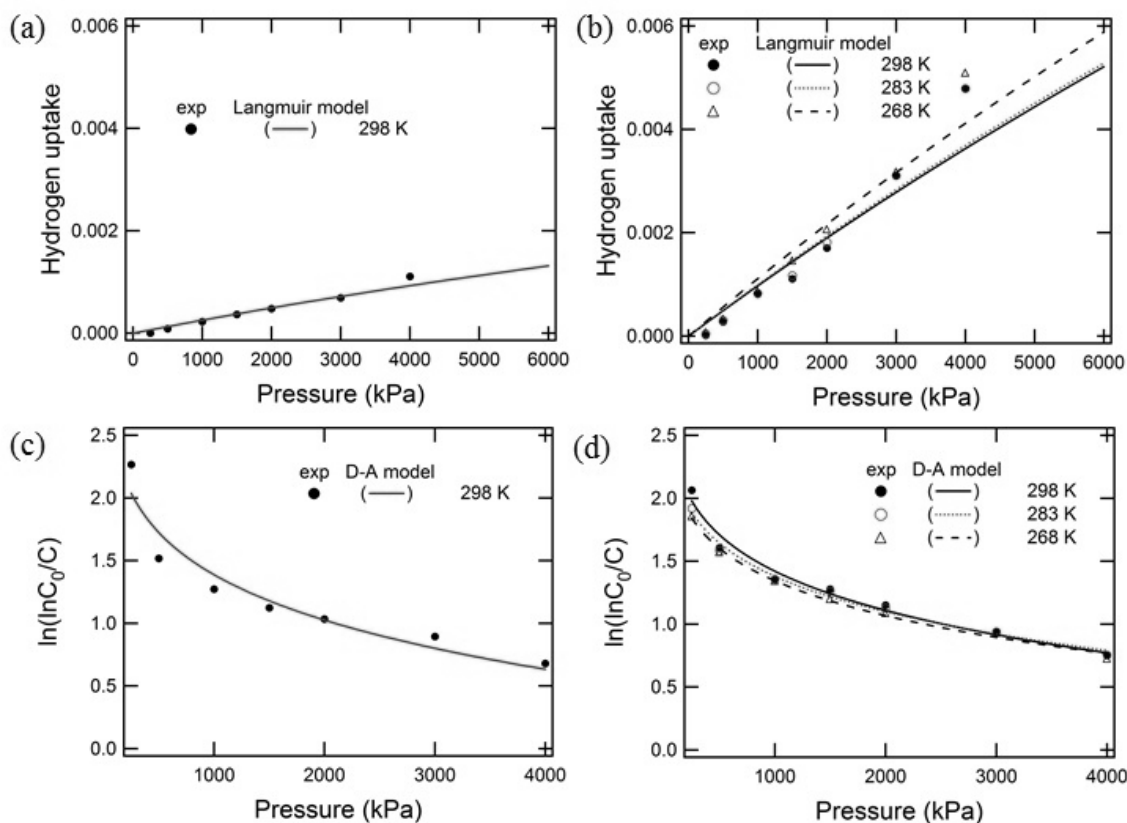 (a)
0.006
0.004
0.002
0.000
Hydrogen uptake
exp Langmuir model
● (—) 298 K
0 1000 2000 3000 4000 5000 6000
Pressure (kPa)
(b)
0.006
0.004
0.002
0.000
Hydrogen uptake
exp Langmuir model
● (—) 298 K
○ (┈) 283 K
△ (- -) 268 K
0 1000 2000 3000 4000 5000 6000
Pressure (kPa)
(c)
2.5
2.0
1.5
1.0
0.5
0.0
ln(lnC₀/C)
exp D-A model
● (—) 298 K
1000 2000 3000 4000
Pressure (kPa)
(d)
2.5
2.0
1.5
1.0
0.5
0.0
ln(lnC₀/C)
exp D-A model
● (—) 298 K
○ (┈) 283 K
△ (- -) 268 K
1000 2000 3000 4000
Pressure (kPa)